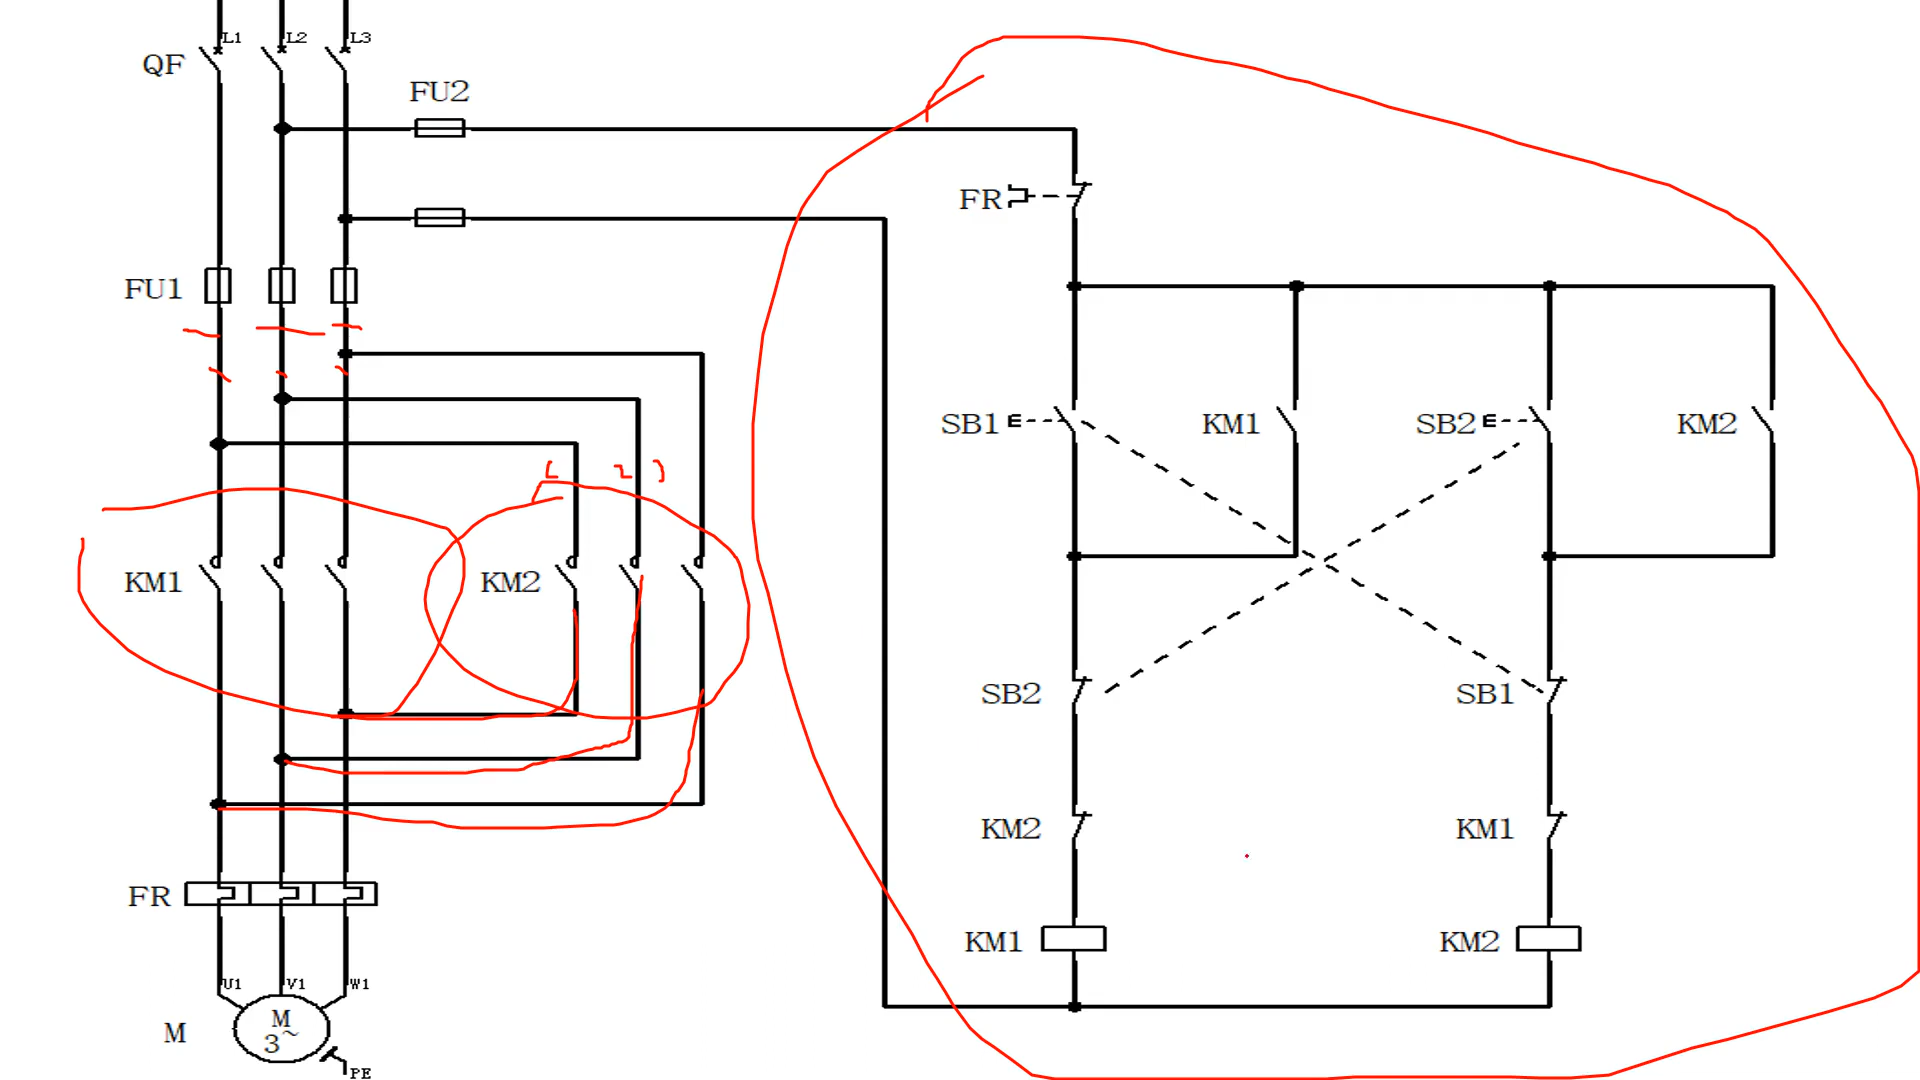 L1 L2 L3
QF
FU2
FR
FU1
SB1 KM1 SB2 KM2
KM1 KM2
SB2 SB1
KM2 KM1
FR
KM1 KM2
U1 V1 W1
M
M
3~
PE